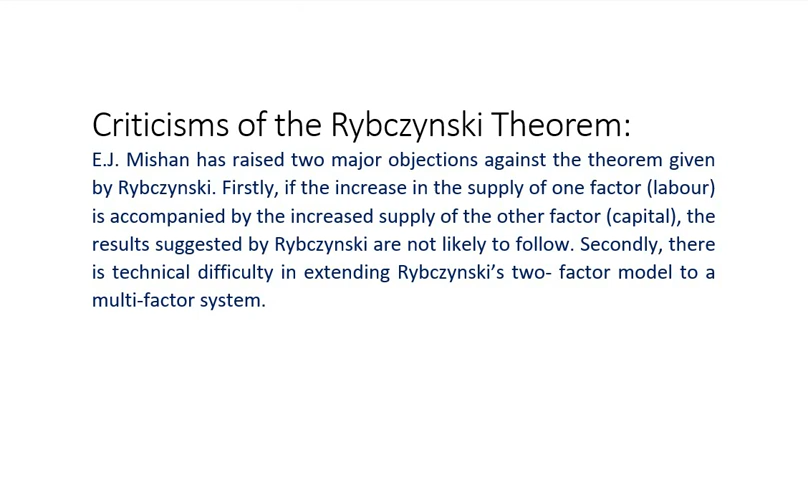 Criticisms of the Rybczynski Theorem:
E.J. Mishan has raised two major objections against the theorem given
by Rybczynski. Firstly, if the increase in the supply of one factor (labour)
is accompanied by the increased supply of the other factor (capital), the
results suggested by Rybczynski are not likely to follow. Secondly, there
is technical difficulty in extending Rybczynski’s two- factor model to a
multi-factor system.